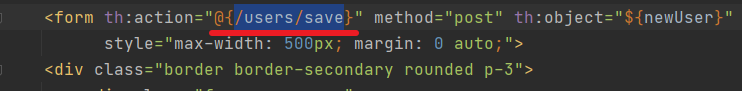 <form th:action="@{/users/save}" method="post" th:object="${newUser}"
style="max-width: 500px; margin: 0 auto;">
<div class="border border-secondary rounded p-3">